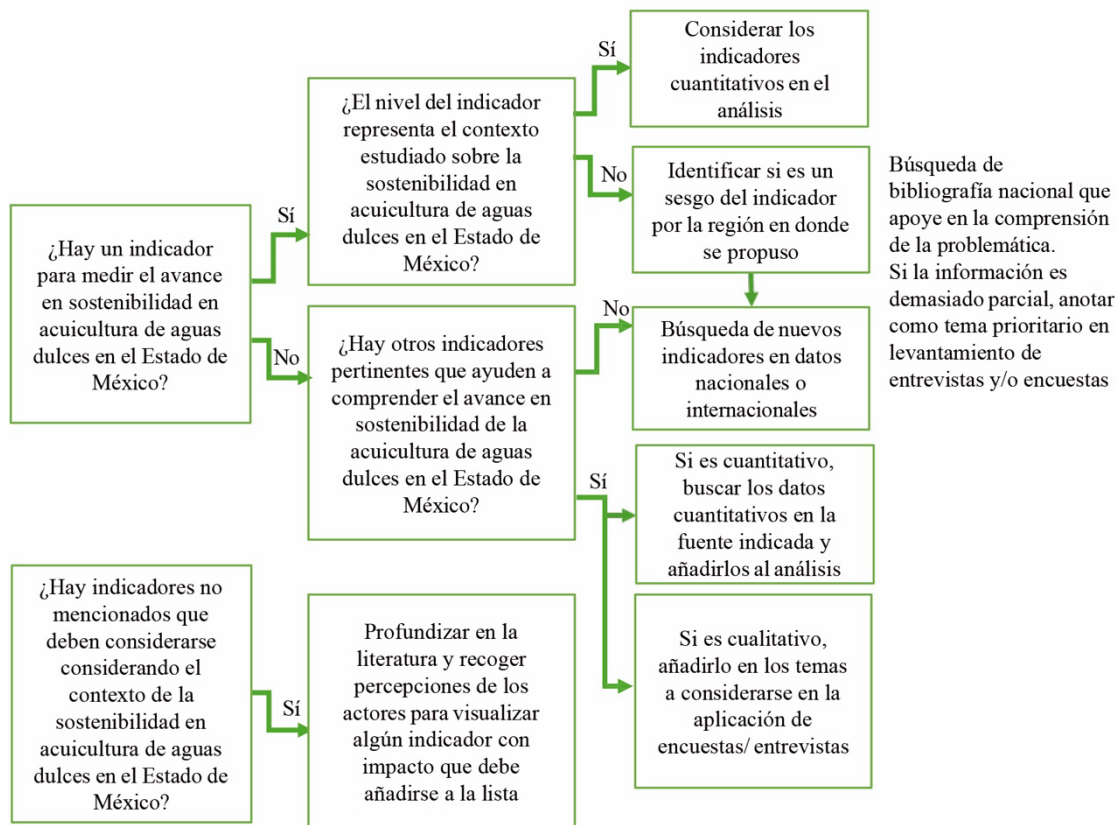 ¿Hay un indicador
para medir el avance
en sostenibilidad en
acuicultura de aguas
dulces en el Estado de
México?
Sí
No
¿El nivel del indicador
representa el contexto
estudiado sobre la
sostenibilidad en
acuicultura de aguas
dulces en el Estado de
México?
Sí
No
Considerar los
indicadores
cuantitativos en el
análisis
Identificar si es un
sesgo del indicador
por la región en donde
se propuso
Búsqueda de
bibliografía nacional que
apoye en la comprensión
de la problemática.
Si la información es
demasiado parcial, anotar
como tema prioritario en
levantamiento de
entrevistas y/o encuestas
¿Hay otros indicadores
pertinentes que ayuden a
comprender el avance en
sostenibilidad de la
acuicultura de aguas
dulces en el Estado de
México?
No
Sí
Búsqueda de nuevos
indicadores en datos
nacionales o
internacionales
Si es cuantitativo,
buscar los datos
cuantitativos en la
fuente indicada y
añadirlos al análisis
Si es cualitativo,
añadirlo en los temas
a considerarse en la
aplicación de
encuestas/ entrevistas
¿Hay indicadores no
mencionados que
deben considerarse
considerando el
contexto de la
sostenibilidad en
acuicultura de aguas
dulces en el Estado de
México?
Sí
Profundizar en la
literatura y recoger
percepciones de los
actores para visualizar
algún indicador con
impacto que debe
añadirse a la lista